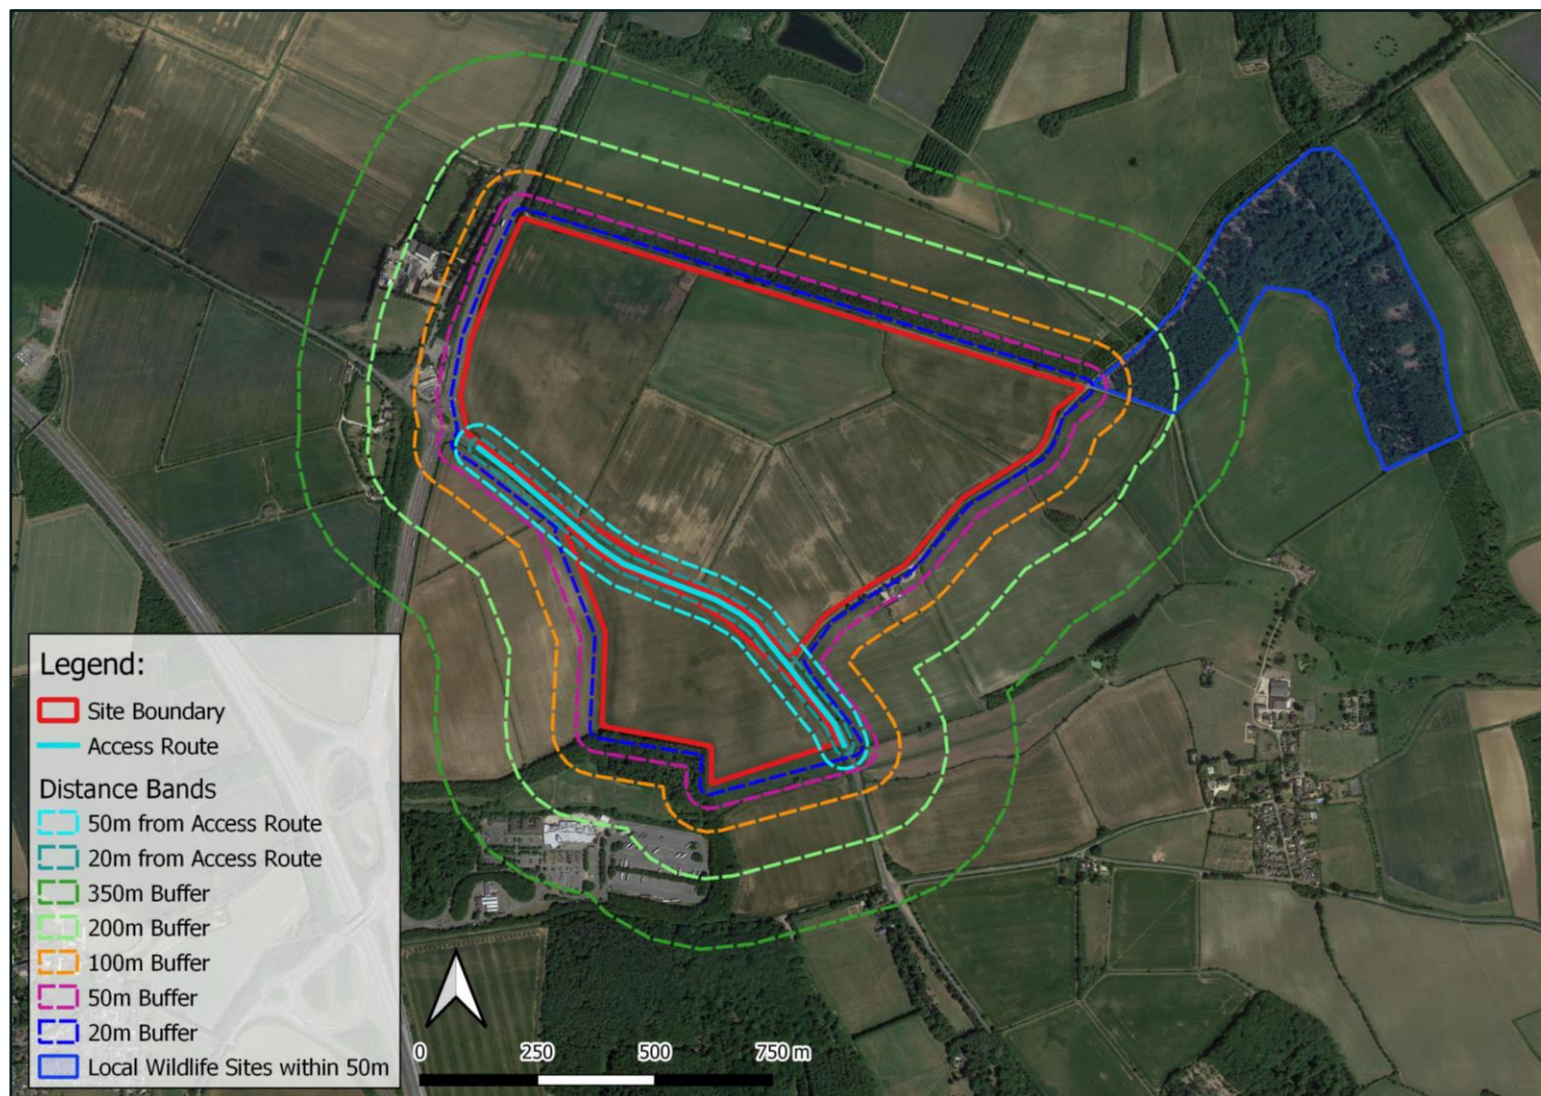 Legend:
Site Boundary
Access Route
Distance Bands
50m from Access Route
20m from Access Route
350m Buffer
200m Buffer
100m Buffer
50m Buffer
20m Buffer
Local Wildlife Sites within 50m
0 250 500 750 m